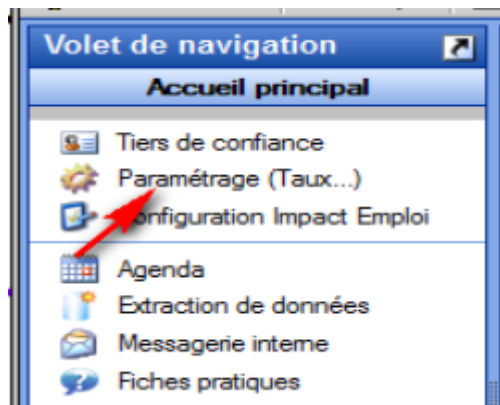 Volet de navigation
Accueil principal
Tiers de confiance
Paramétrage (Taux...)
Configuration Impact Emploi
Agenda
Extraction de données
Messagerie interne
Fiches pratiques